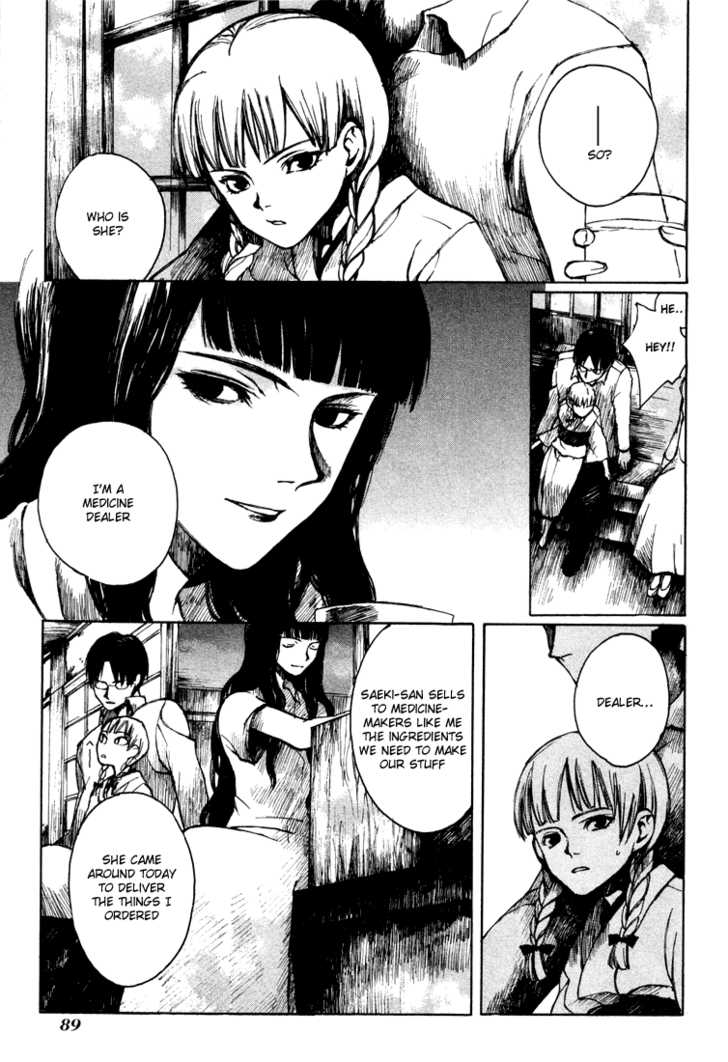 —
SO?
WHO IS
SHE?
HE..
HEY!!
I'M A
MEDICINE
DEALER
DEALER...
SAEKI-SAN SELLS
TO MEDICINE-
MAKERS LIKE ME
THE INGREDIENTS
WE NEED TO MAKE
OUR STUFF
SHE CAME
AROUND TODAY
TO DELIVER
THE THINGS I
ORDERED
89